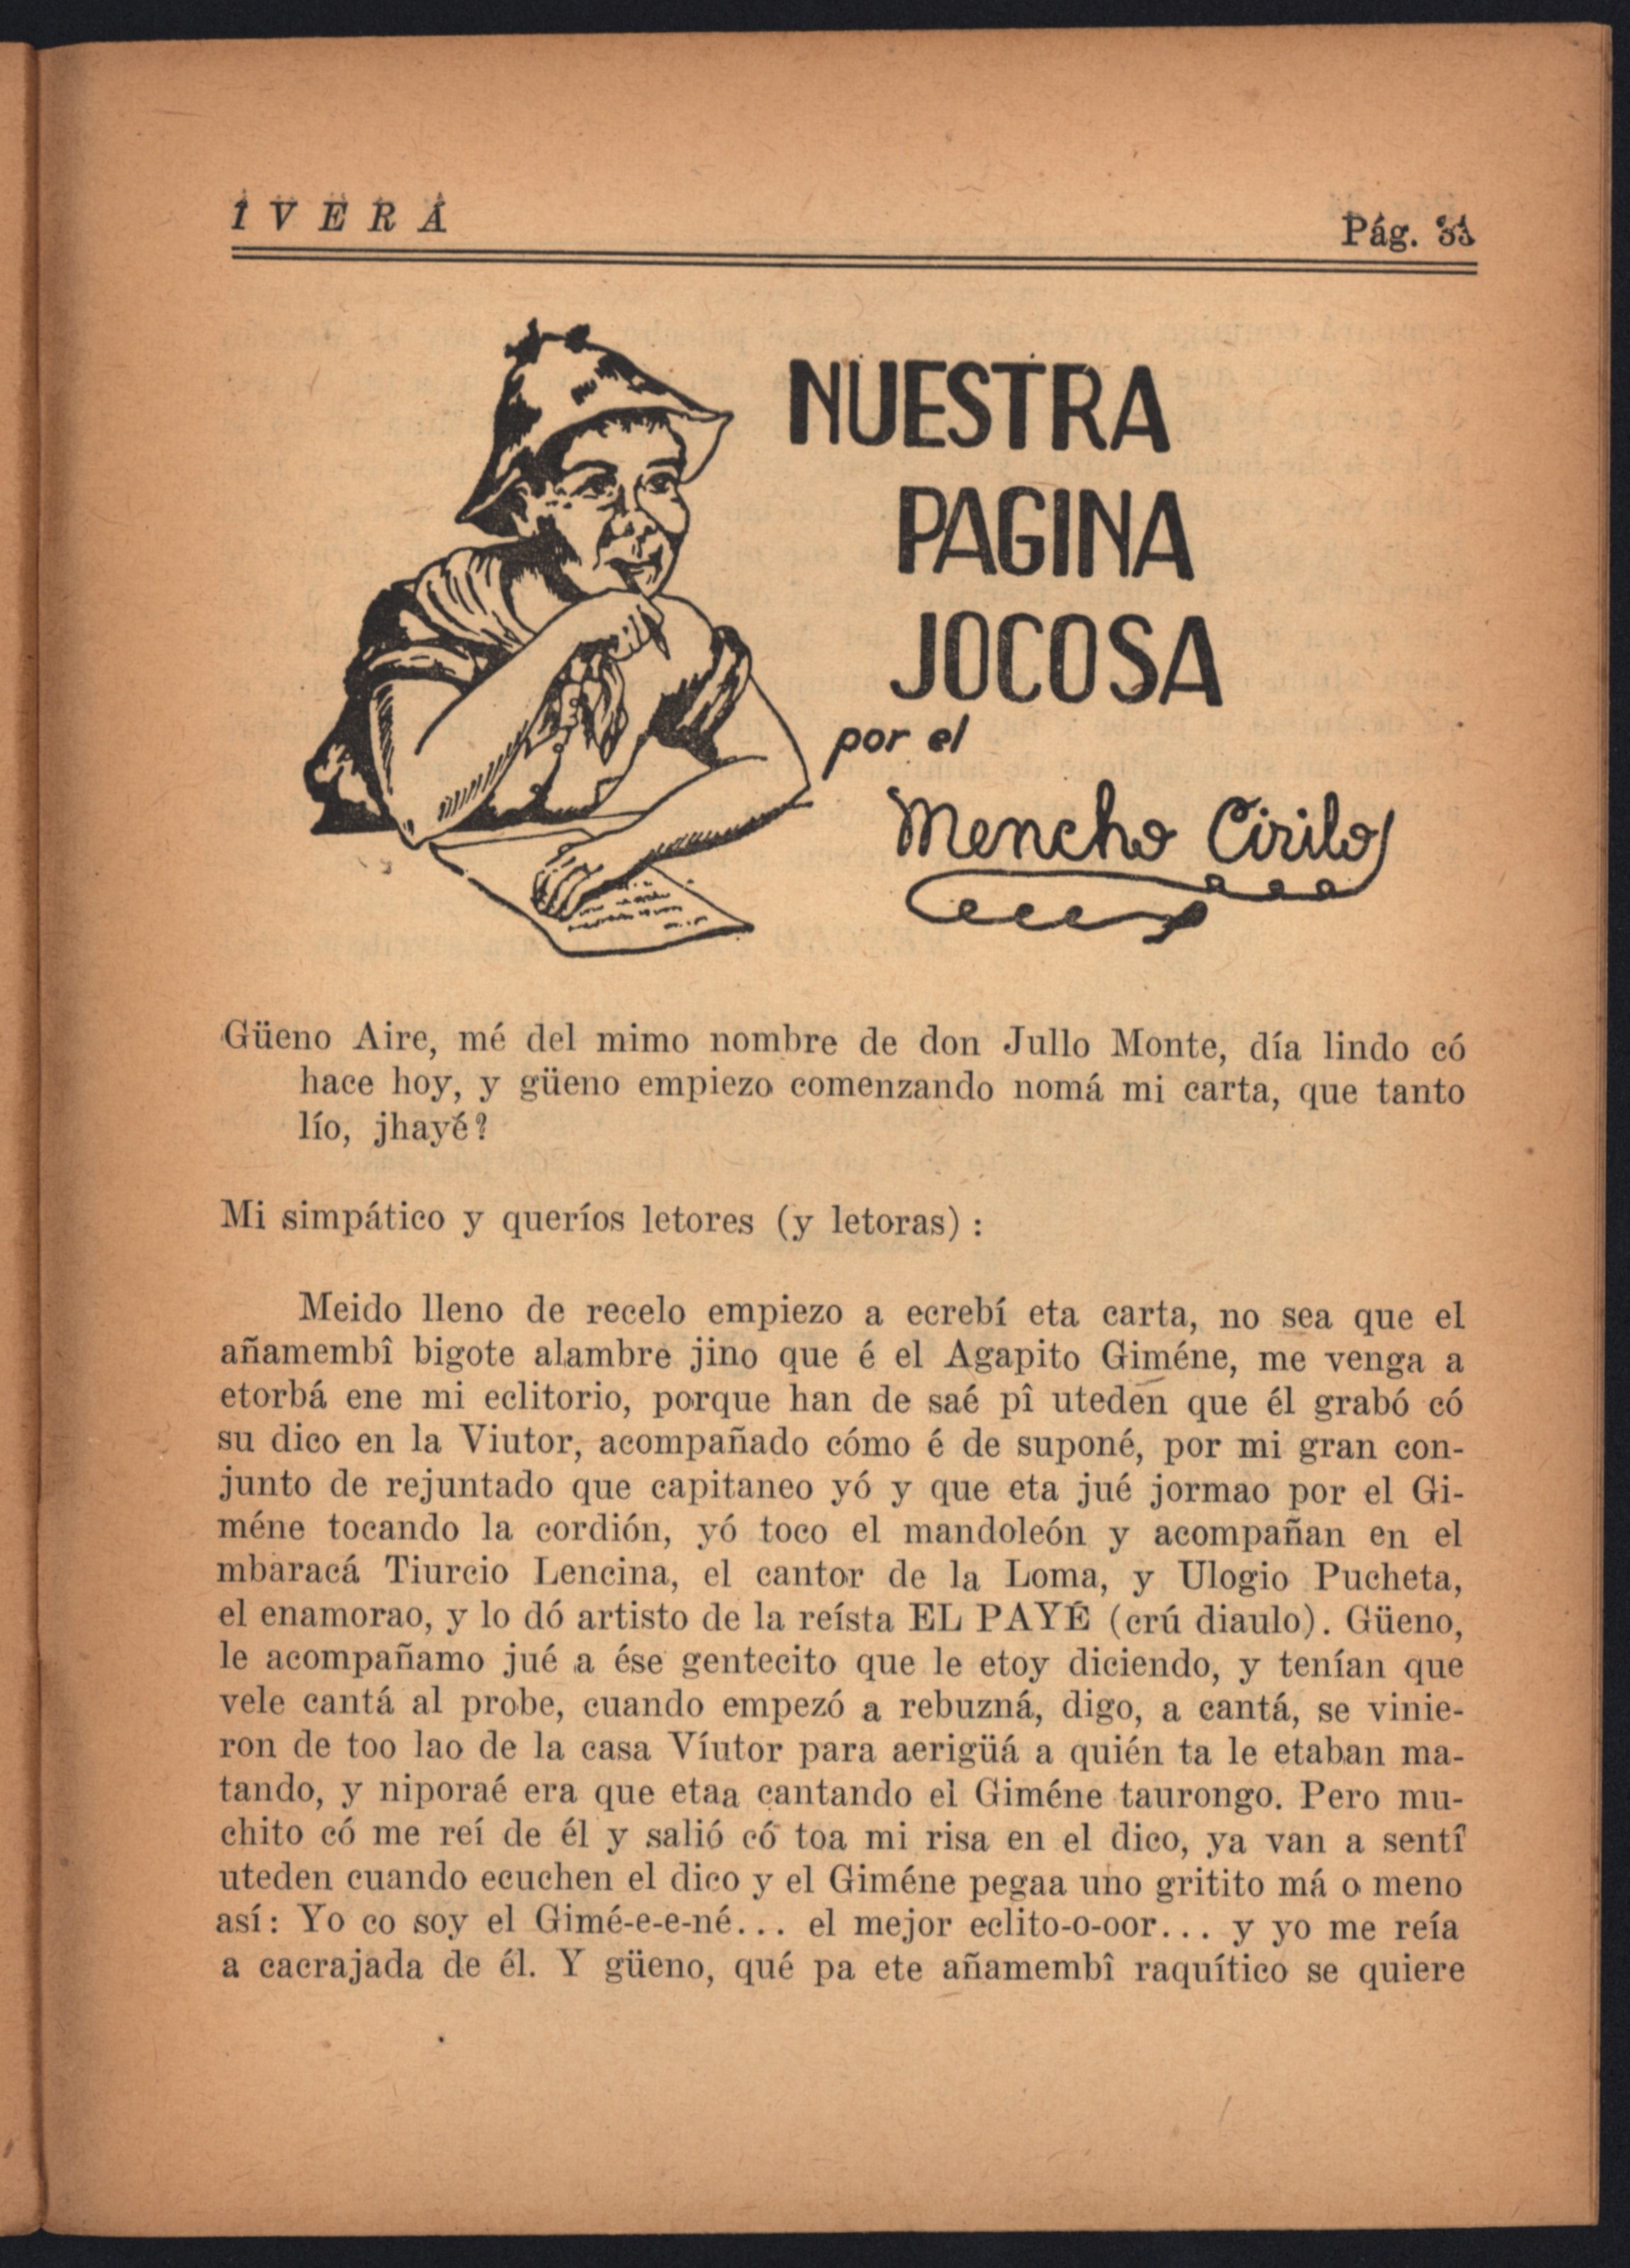 IVERÁ
Pág. 
NUESTRA
PAGINA
JOCOSA
por el
Mencho Cirilo
Güeno Aire, mé del mimo nombre de don Jullo Monte, día lindo có
hace hoy, y güeno empiezo comenzando nomá mi carta, que tanto
lío, jhayé?
Mi simpático y queríos letores (y letoras):
Meido lleno de recelo empiezo a ecrebí eta carta, no sea que el
añamembî bigote alambre jino que é el Agapito Giméne, me venga a
etorbá ene mi eclitorio, porque han de saé pî uteden que él grabó có
su dico en la Viutor, acompañado cómo é de suponé, por mi gran con-
junto de rejuntado que capitaneo yó y que eta jué jormao por el Gi-
méne tocando la cordión, yó toco el mandoleón y acompañan en el
mbaracá Tiurcio Lencina, el cantor de la Loma, y Ulogio Pucheta,
el enamorao, y lo dó artisto de la reísta EL PAYÉ (crú diaulo). Güeno,
le acompañamo jué a ése gentecito que le etoy diciendo, y tenían que
vele cantá al probe, cuando empezó a rebuzná, digo, a cantá, se vinie-
ron de too lao de la casa Víutor para aerigüá a quién ta le etaban ma-
tando, y niporaé era que etaa cantando el Giméne taurongo. Pero mu-
chito có me reí de él y salió có toa mi risa en el dico, ya van a sentî
uteden cuando ecuchen el dico y el Giméne pegaa uno gritito má o meno
así: Yo co soy el Gimé-e-e-né... el mejor eclito-o-oor... y yo me reía
a cacrajada de él. Y güeno, qué pa ete añamembî raquítico se quiere